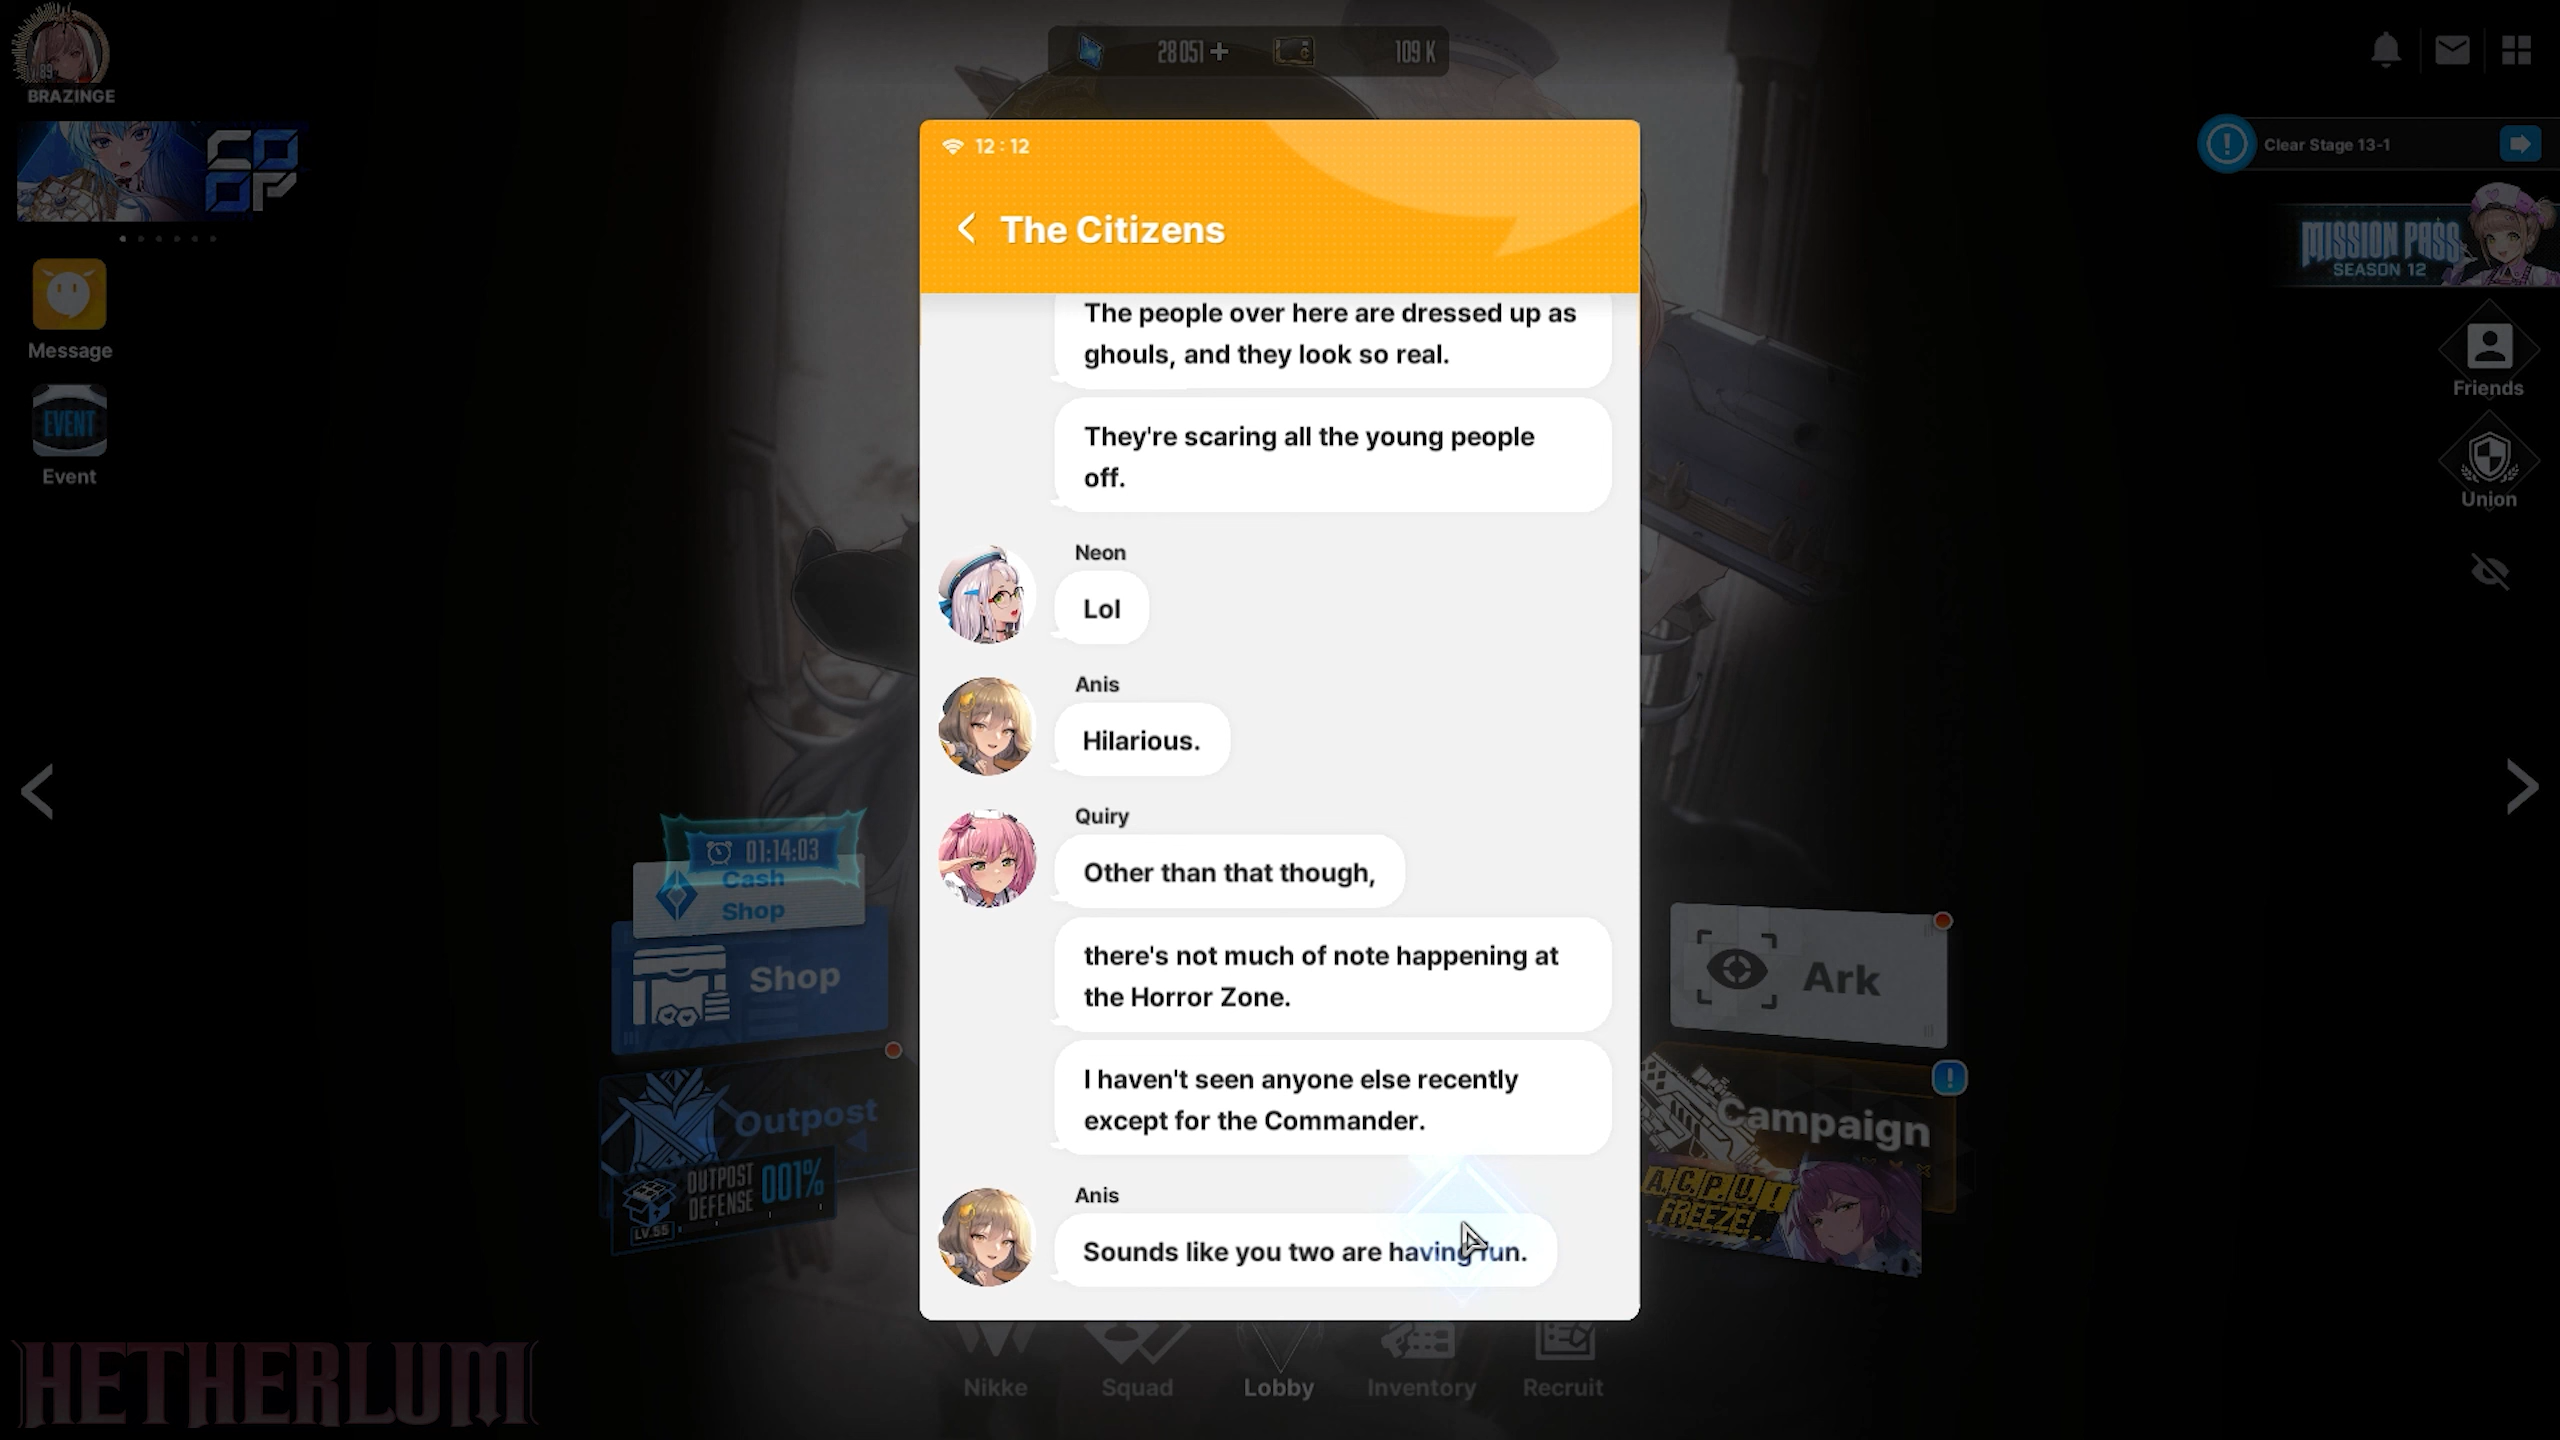 89
BRAZINGE
28051
109 K
COOP
Message
EVENT
Event
Clear Stage 13-1
MISSION PASS
SEASON 12
Friends
Union
12:12
The Citizens
The people over here are dressed up as
ghouls, and they look so real.
They're scaring all the young people
off.
Neon
Lol
Anis
Hilarious.
Quiry
Other than that though,
there's not much of note happening at
the Horror Zone.
I haven't seen anyone else recently
except for the Commander.
Anis
Sounds like you two are having fun.
01:14:03
Cash
Shop
Shop
Outpost
OUTPOST
DEFENSE
001%
LV.55
Ark
Campaign
A.C.P.U.!
FREEZE!
Nikke
Squad
Lobby
Inventory
Recruit
HETHERLUM